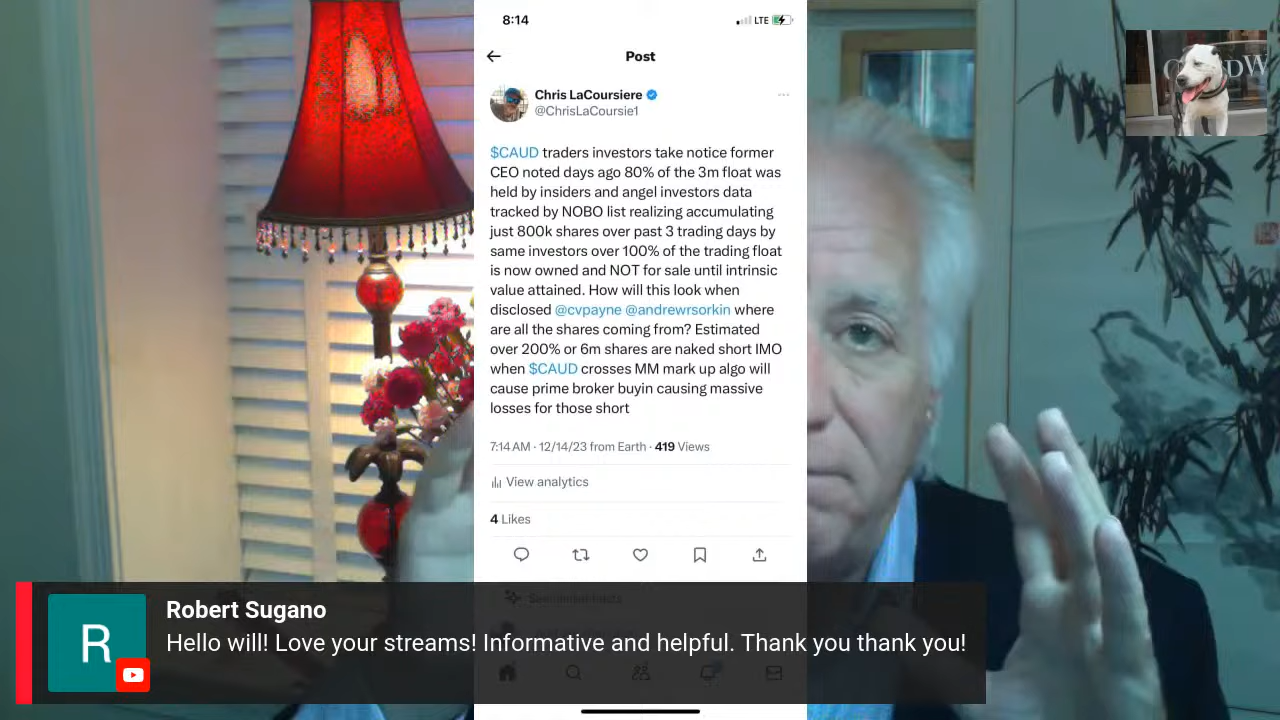 8:14
LTE
Post
Chris LaCoursiere
@ChrisLaCoursie1
$CAUD traders investors take notice former
CEO noted days ago 80% of the 3m float was
held by insiders and angel investors data
tracked by NOBO list realizing accumulating
just 800k shares over past 3 trading days by
same investors over 100% of the trading float
is now owned and NOT for sale until intrinsic
value attained. How will this look when
disclosed @cvpayne @andrewrsorkin where
are all the shares coming from? Estimated
over 200% or 6m shares are naked short IMO
when $CAUD crosses MM mark up algo will
cause prime broker buyin causing massive
losses for those short
7:14 AM · 12/14/23 from Earth · 419 Views
View analytics
4 Likes
R
Robert Sugano
Hello will! Love your streams! Informative and helpful. Thank you thank you!